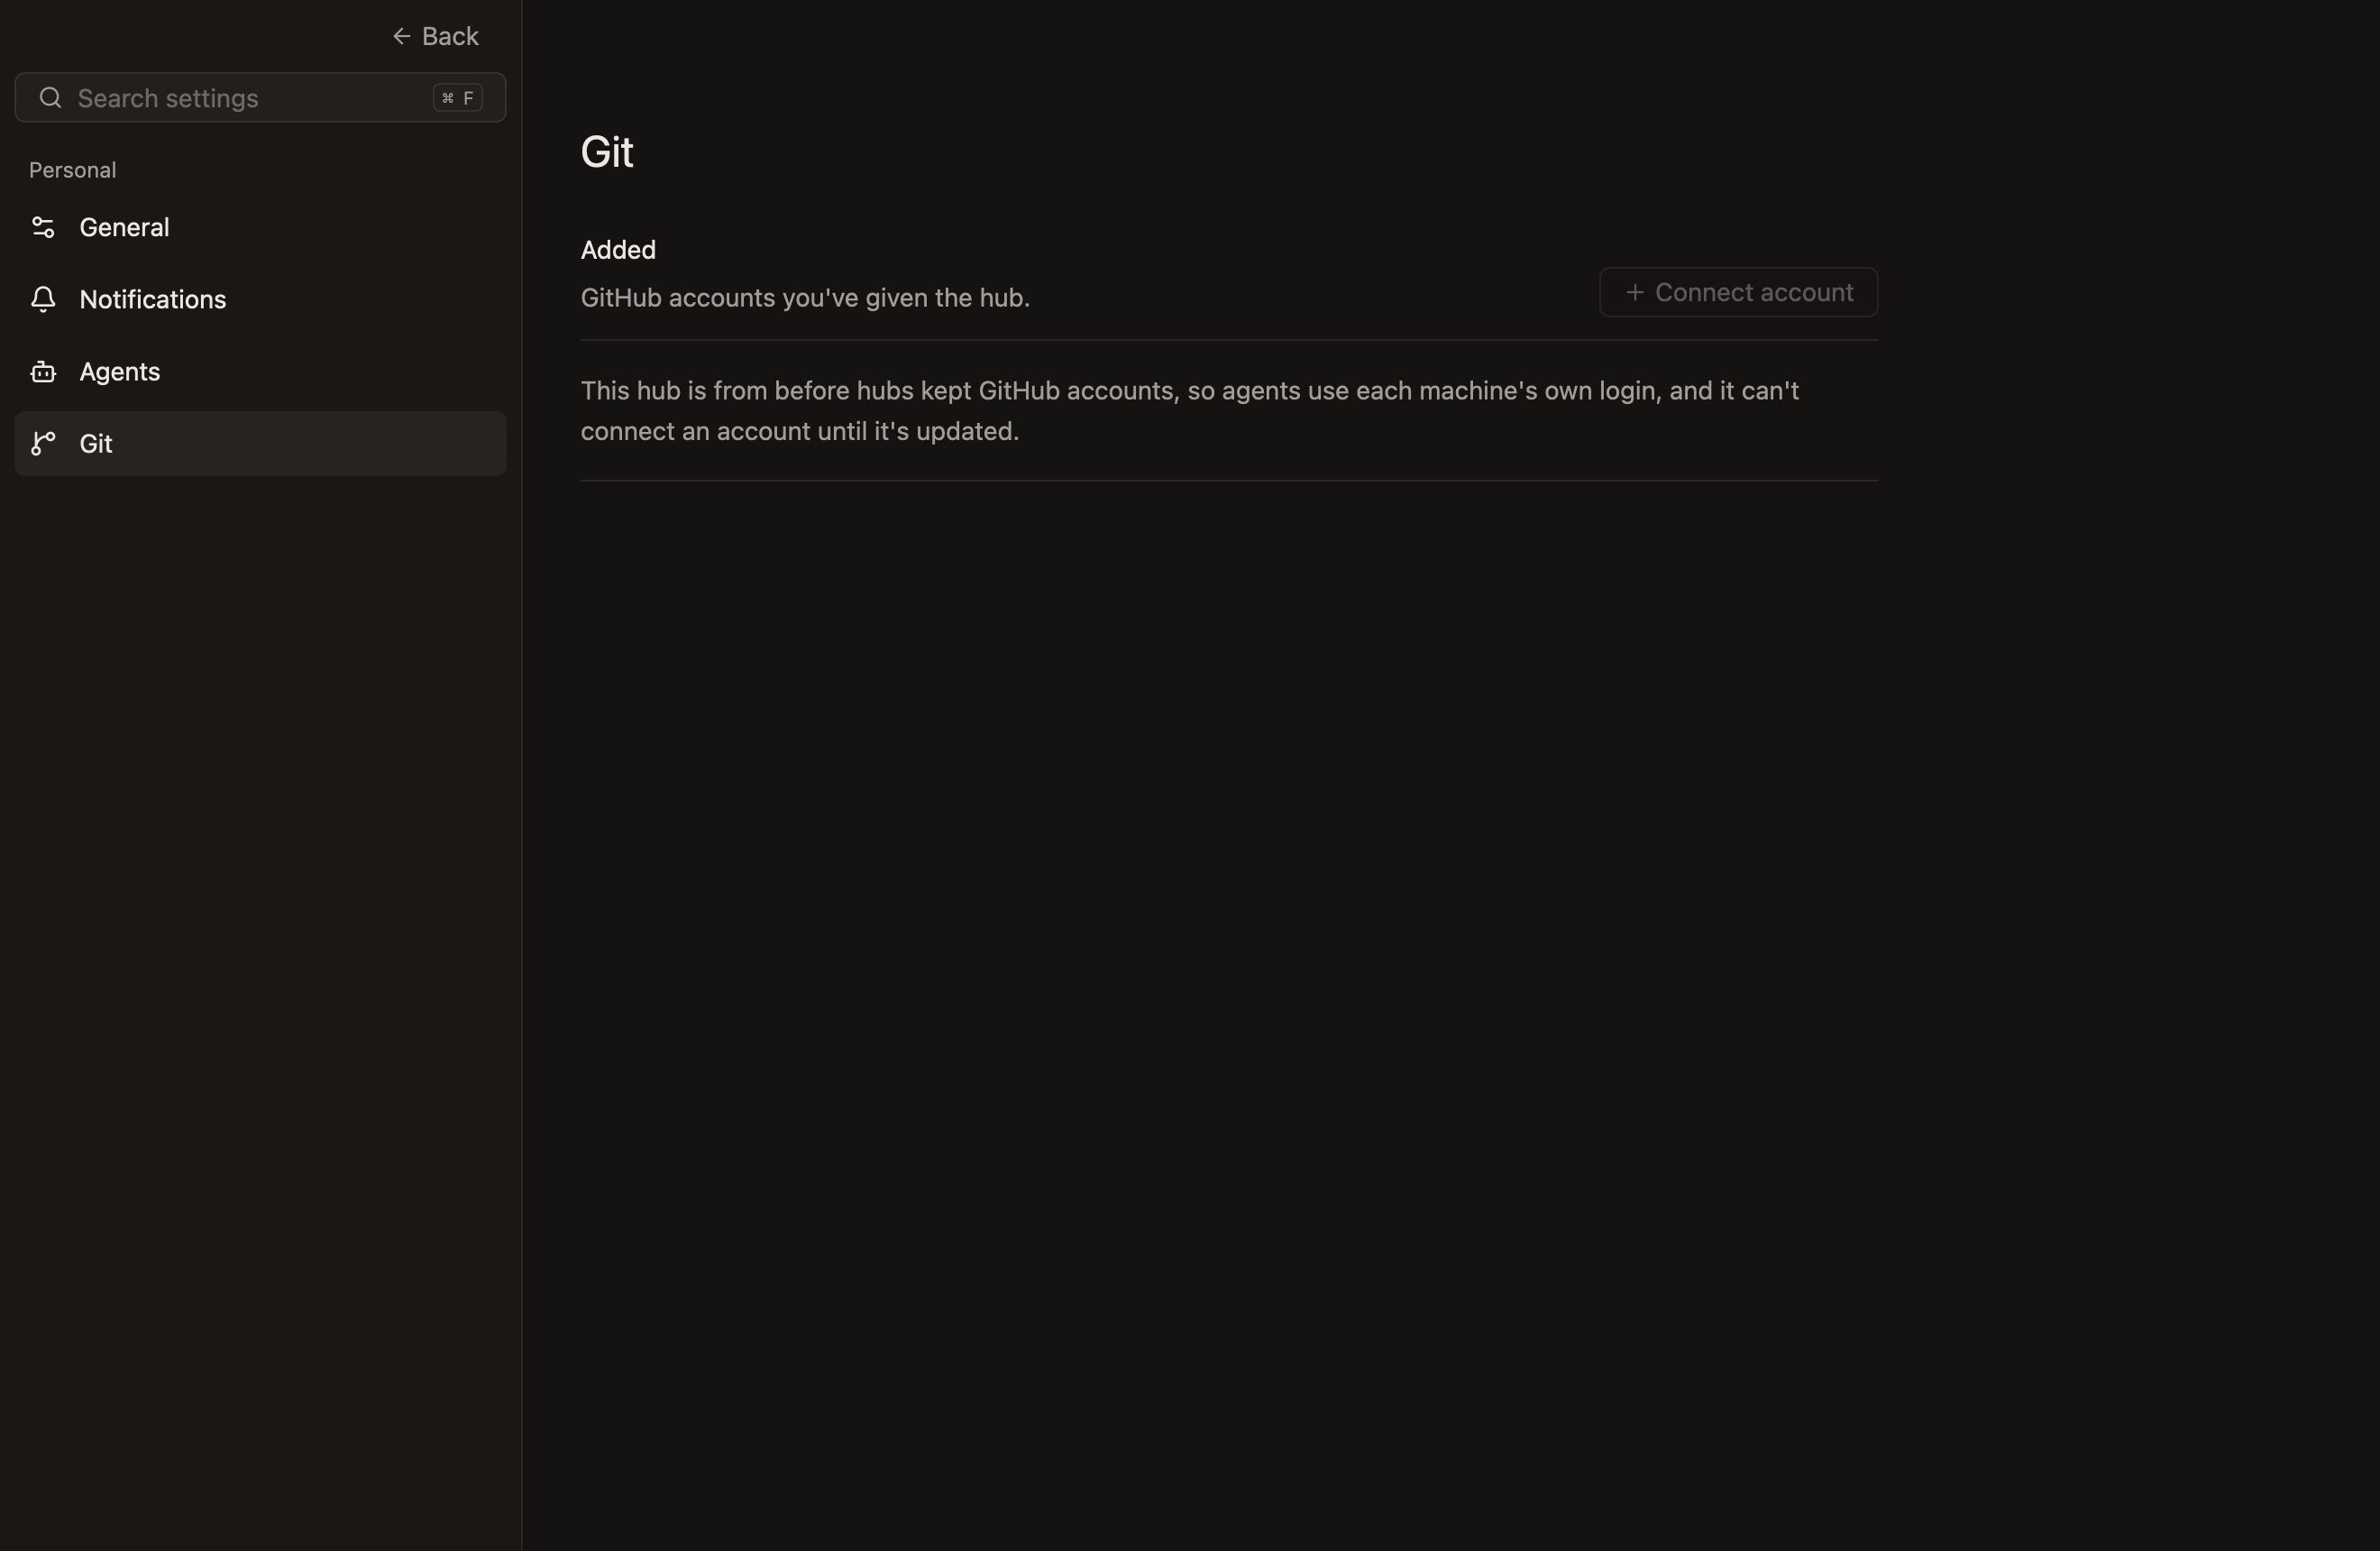 Back
Search settings
⌘ F
Personal
General
Notifications
Agents
Git
Git
Added
GitHub accounts you've given the hub.
Connect account
This hub is from before hubs kept GitHub accounts, so agents use each machine's own login, and it can't
connect an account until it's updated.